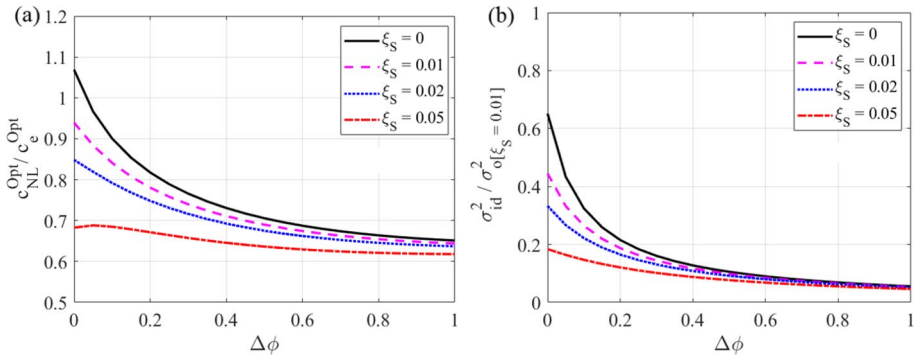 (a)
1.2
1.1
1
0.9
0.8
0.7
0.6
0.5
c_NL^Opt / c_e^Opt
ξ_S = 0
ξ_S = 0.01
ξ_S = 0.02
ξ_S = 0.05
0 0.2 0.4 0.6 0.8 1
Δϕ
(b)
1
0.8
0.6
0.4
0.2
0
σ_id^2 / σ_o[ξ_S = 0.01]^2
ξ_S = 0
ξ_S = 0.01
ξ_S = 0.02
ξ_S = 0.05
0 0.2 0.4 0.6 0.8 1
Δϕ